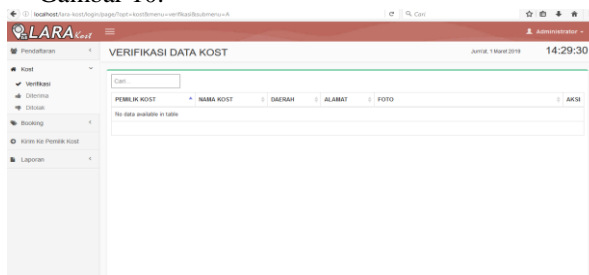 Gambar 10.
localhost/lara-kost/login/page/?opt=kost&menu=verifikasi&submenu=A
Cari
LARA Kost
Administrator
Pendaftaran
VERIFIKASI DATA KOST
Jum'at, 1 Maret 2019
14:29:30
Kost
Verifikasi
Diterima
Ditolak
Booking
Kirim Ke Pemilik Kost
Laporan
Cari...
PEMILIK KOST NAMA KOST DAERAH ALAMAT FOTO AKSI
No data available in table